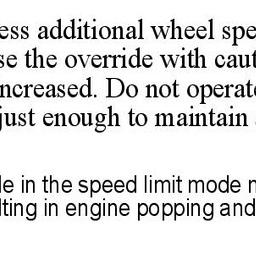 ess additional wheel spe
se the override with caut
ncreased. Do not operat
just enough to maintain
le in the speed limit mode
lting in engine popping and